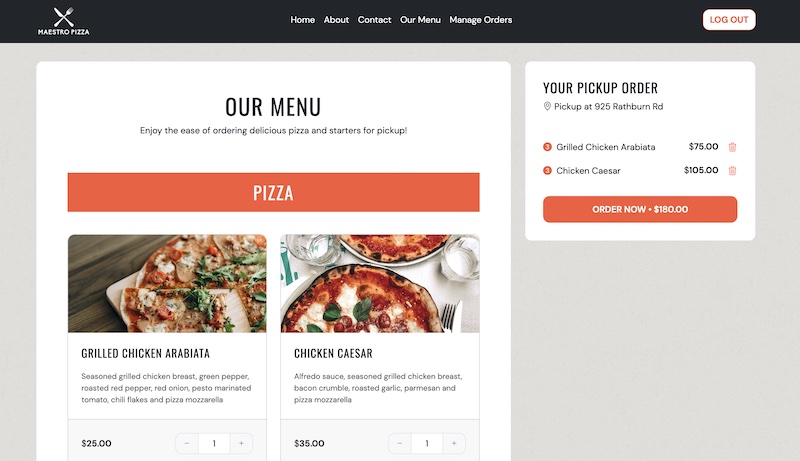 MAESTRO PIZZA
Home About Contact Our Menu Manage Orders
LOG OUT
OUR MENU
Enjoy the ease of ordering delicious pizza and starters for pickup!
PIZZA
GRILLED CHICKEN ARABIATA
Seasoned grilled chicken breast, green pepper,
roasted red pepper, red onion, pesto marinated
tomato, chili flakes and pizza mozzarella
$25.00
− 1 +
CHICKEN CAESAR
Alfredo sauce, seasoned grilled chicken breast,
bacon crumble, roasted garlic, parmesan and
pizza mozzarella
$35.00
− 1 +
YOUR PICKUP ORDER
Pickup at 925 Rathburn Rd
3 Grilled Chicken Arabiata $75.00
3 Chicken Caesar $105.00
ORDER NOW • $180.00